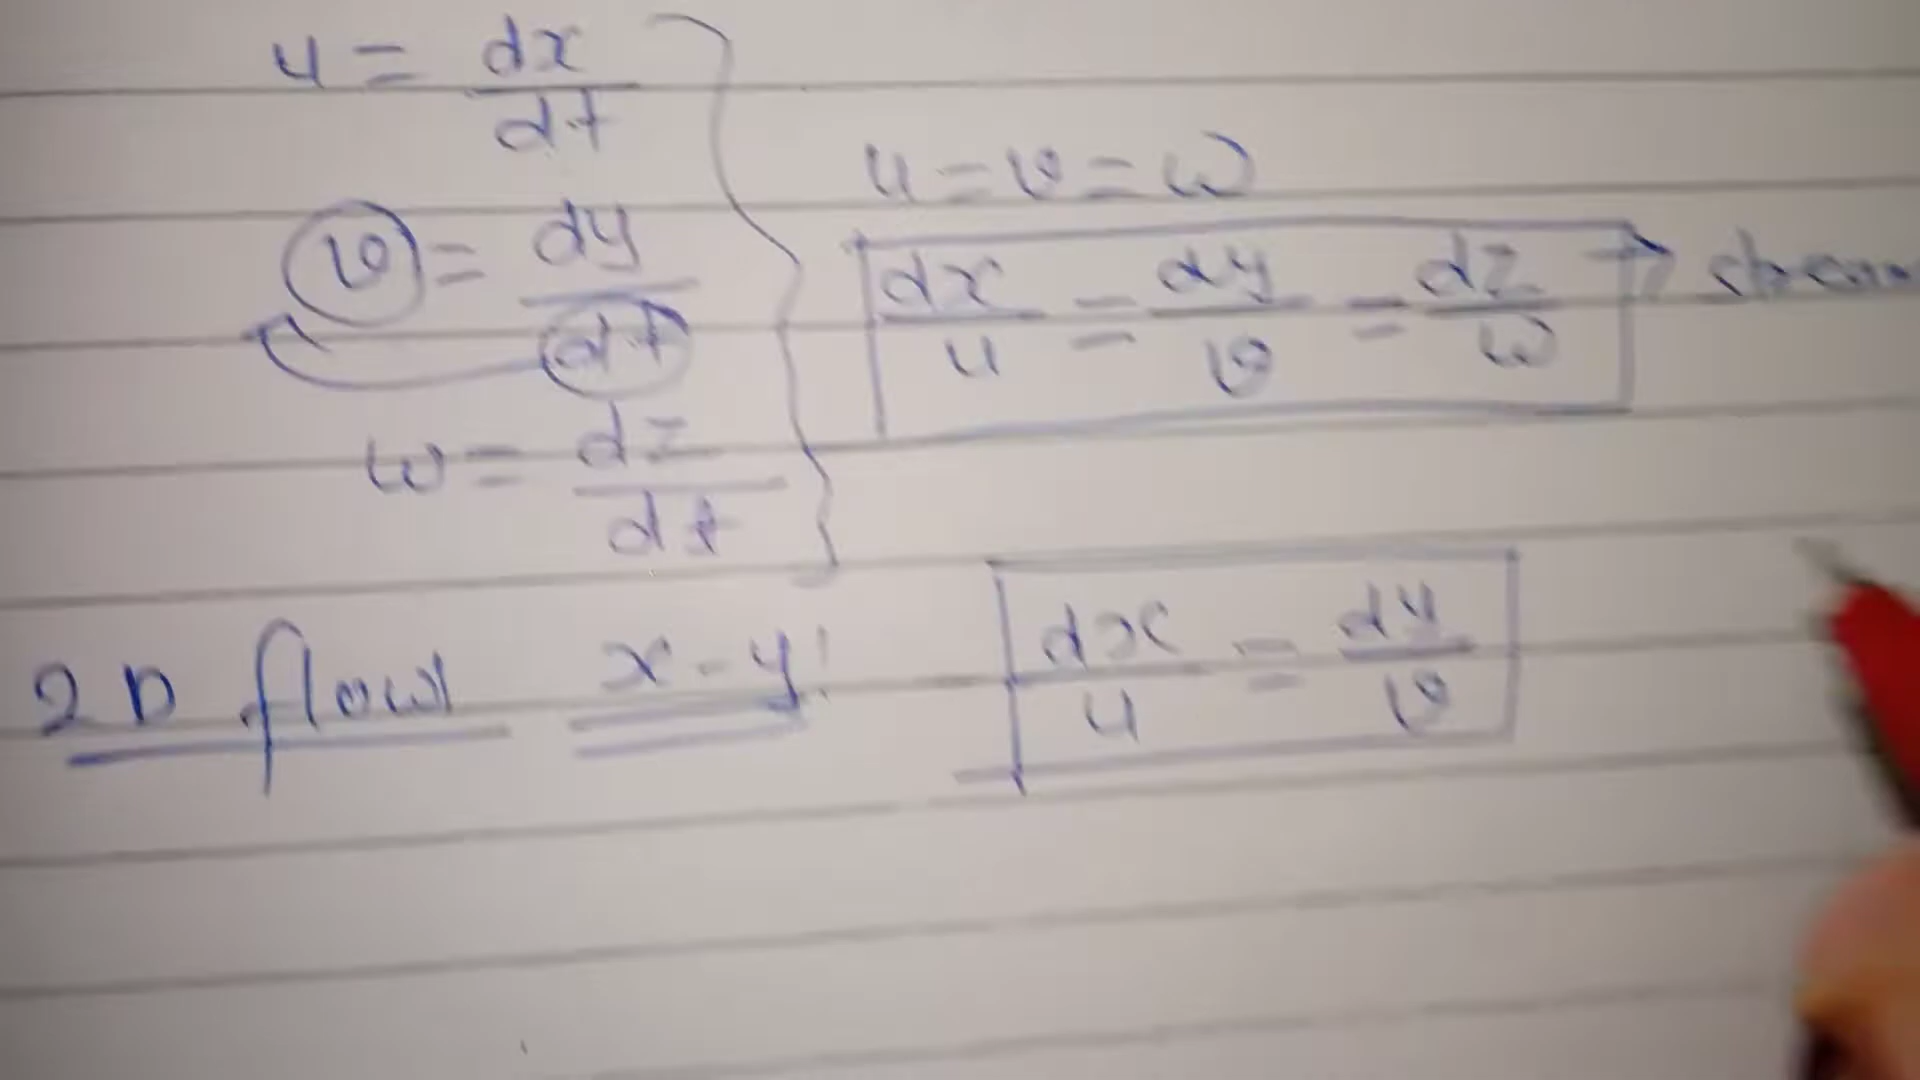 u = dx/dt
v = dy/dt
w = dz/dt
u = v = w
dx/u = dy/v = dz/w
2D flow x-y:
dx/u = dy/v